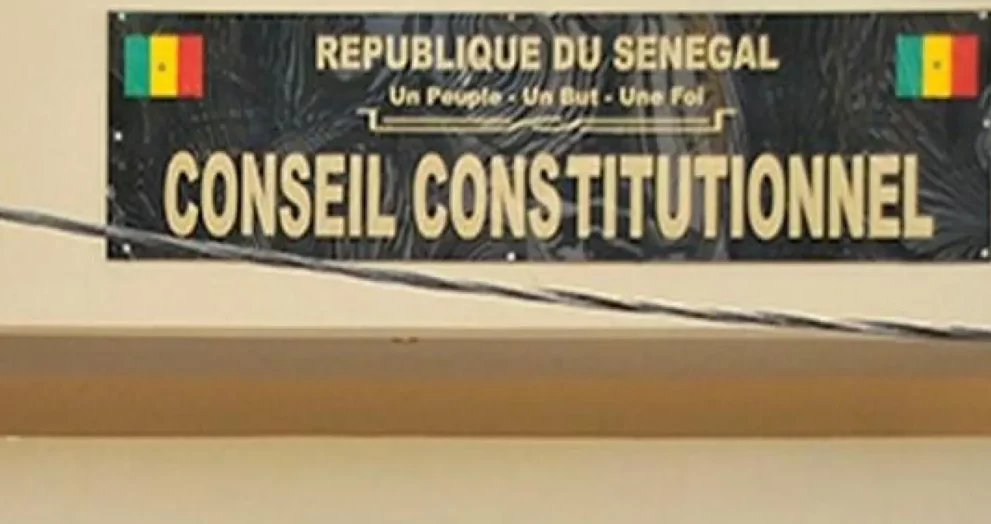 REPUBLIQUE DU SENEGAL
Un Peuple - Un But - Une Foi
CONSEIL CONSTITUTIONNEL